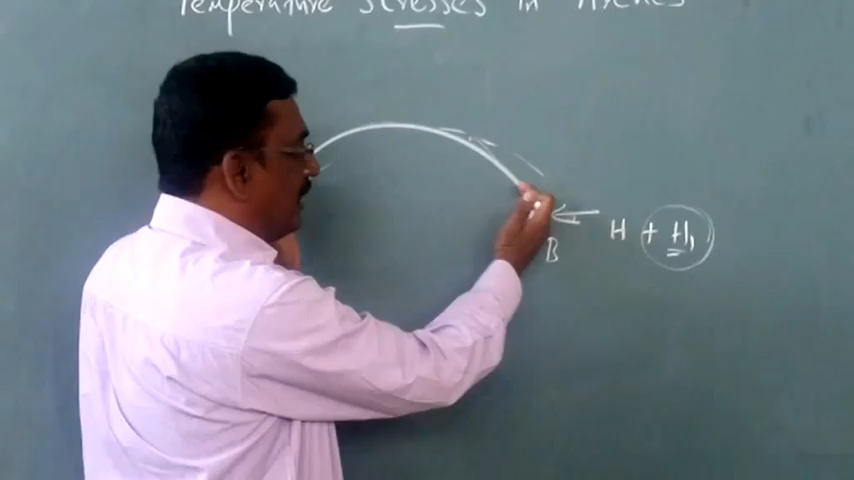 Temperature Stresses in Arches
H + H1
B